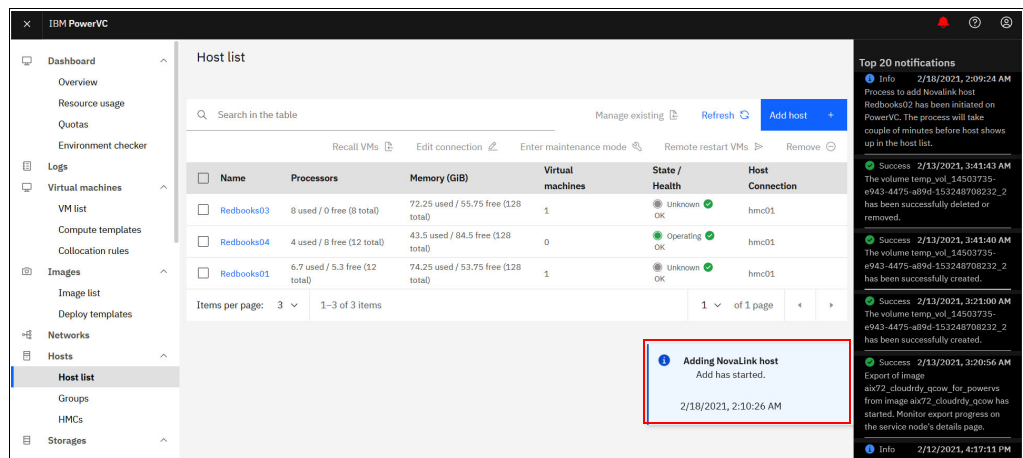 IBM PowerVC
Dashboard
Overview
Resource usage
Quotas
Environment checker
Logs
Virtual machines
VM list
Compute templates
Collocation rules
Images
Image list
Deploy templates
Networks
Hosts
Host list
Groups
HMCs
Storages
Host list
Search in the table
Manage existing
Refresh
Add host +
Recall VMs
Edit connection
Enter maintenance mode
Remote restart VMs
Remove
Name Processors Memory (GiB) Virtual machines State / Health Host Connection
Redbooks03 8 used / 0 free (8 total) 72.25 used / 55.75 free (128 total) 1 Unknown OK hmc01
Redbooks04 4 used / 8 free (12 total) 43.5 used / 84.5 free (128 total) 0 Operating OK hmc01
Redbooks01 6.7 used / 5.3 free (12 total) 74.25 used / 53.75 free (128 total) 1 Unknown OK hmc01
Items per page: 3 1–3 of 3 items 1 of 1 page
Adding NovaLink host
Add has started.
2/18/2021, 2:10:26 AM
Top 20 notifications
Info 2/18/2021, 2:09:24 AM
Process to add Novalink host
Redbooks02 has been initiated on
PowerVC. The process will take
couple of minutes before host shows
up in the host list.
Success 2/13/2021, 3:41:43 AM
The volume temp_vol_14503735-
e943-4475-a89d-153248708232_2
has been successfully deleted or
removed.
Success 2/13/2021, 3:41:40 AM
The volume temp_vol_14503735-
e943-4475-a89d-153248708232_2
has been successfully created.
Success 2/13/2021, 3:21:00 AM
The volume temp_vol_14503735-
e943-4475-a89d-153248708232_2
has been successfully created.
Success 2/13/2021, 3:20:56 AM
Export of image
aix72_cloudrdy_qcow_for_powervs
from image aix72_cloudrdy_qcow has
started. Monitor export progress on
the service node's details page.
Info 2/12/2021, 4:17:11 PM